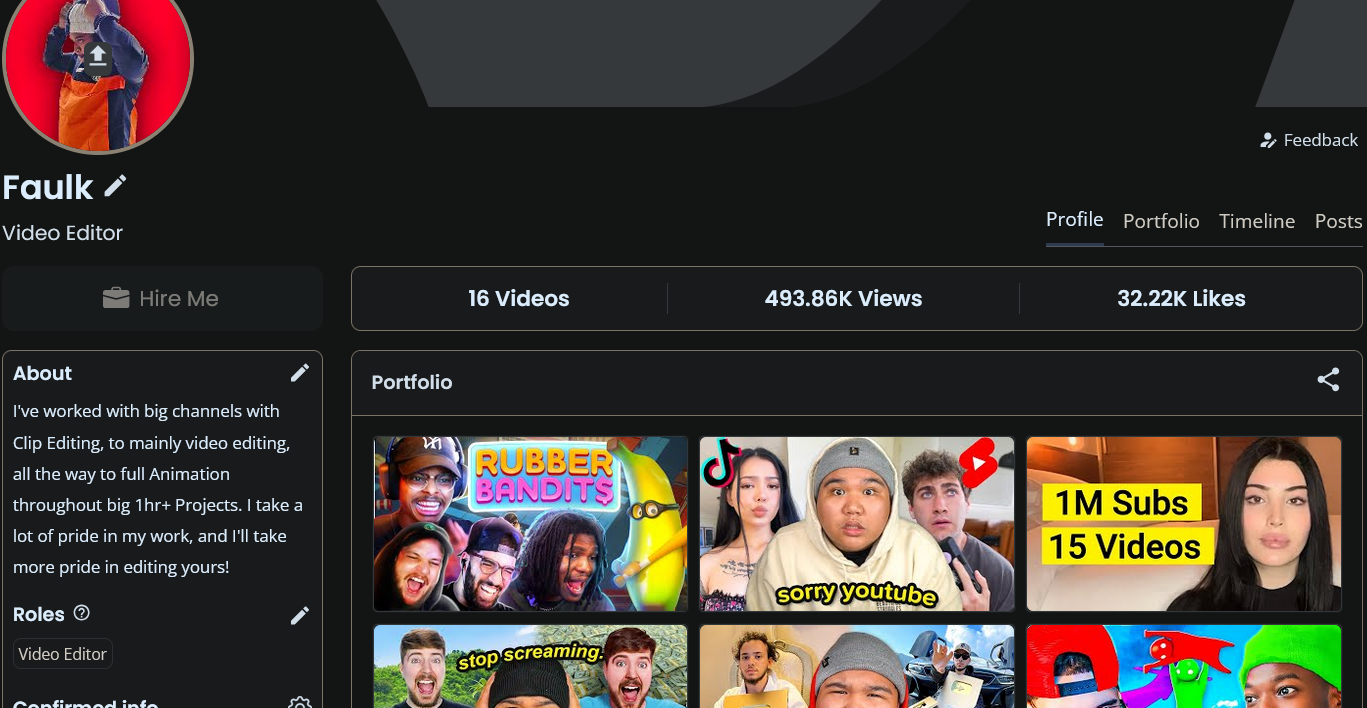 Feedback
Faulk
Video Editor
Profile Portfolio Timeline Posts
Hire Me
16 Videos
493.86K Views
32.22K Likes
About
I've worked with big channels with
Clip Editing, to mainly video editing,
all the way to full Animation
throughout big 1hr+ Projects. I take a
lot of pride in my work, and I'll take
more pride in editing yours!
Roles
Video Editor
Confirmed info
Portfolio
RUBBER
BANDITS
sorry youtube
1M Subs
15 Videos
stop screaming.